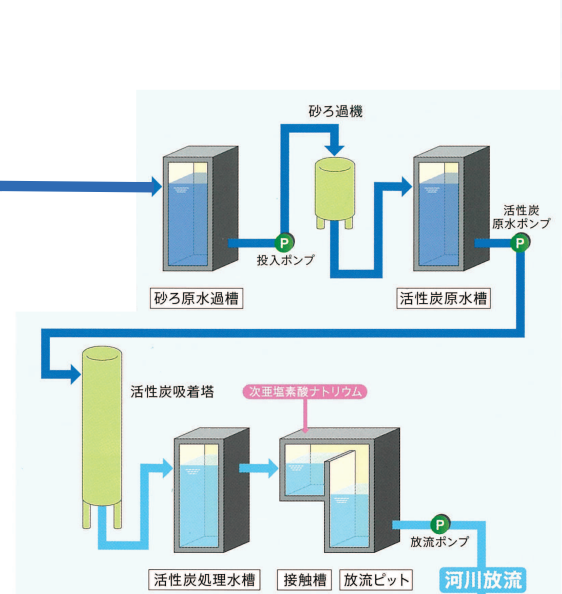 砂ろ過機
P
投入ポンプ
活性炭
原水ポンプ
P
砂ろ原水過槽
活性炭原水槽
活性炭吸着塔
次亜塩素酸ナトリウム
P
放流ポンプ
活性炭処理水槽
接触槽
放流ピット
河川放流